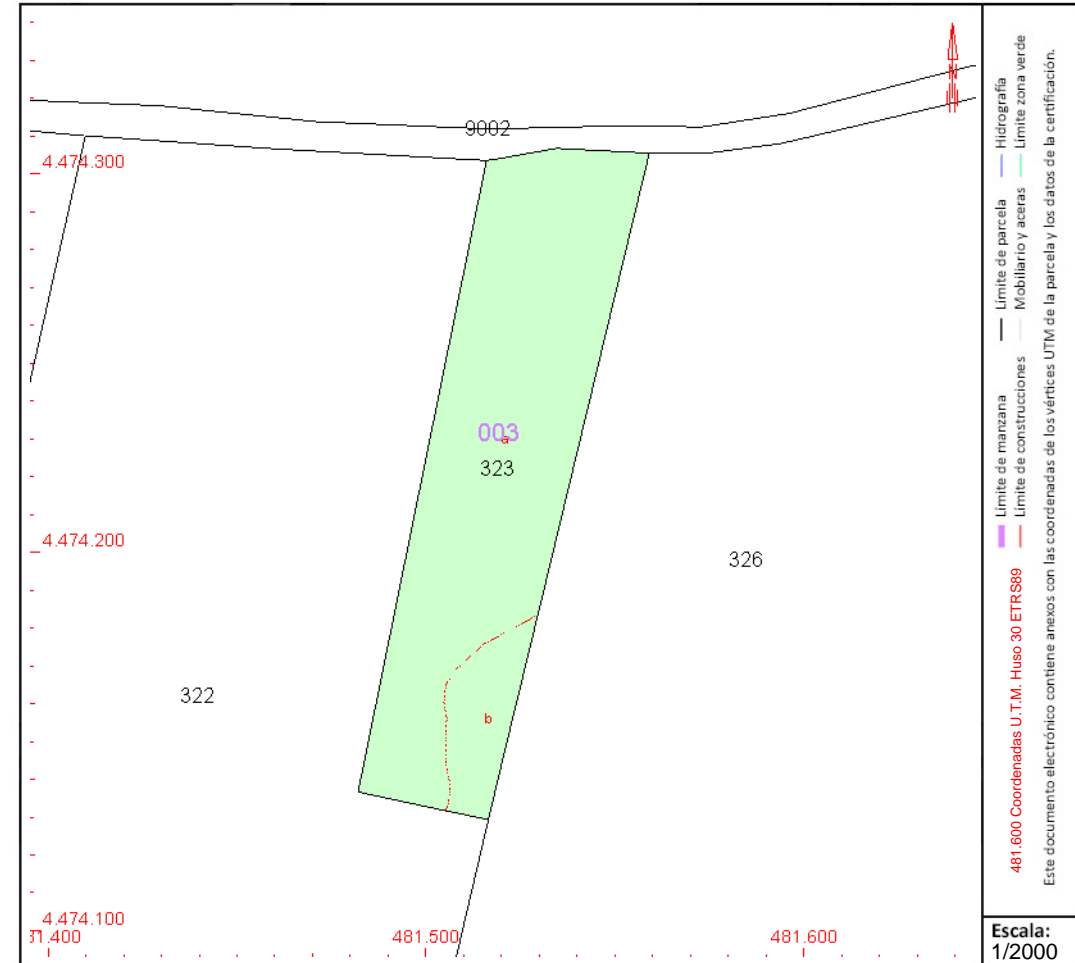 9002
4.474.300
003
a
323
4.474.200
326
322
b
4.474.100
31.400
481.500
481.600
N
Límite de manzana
Límite de parcela
Hidrografía
Límite de construcciones
Mobiliario y aceras
Límite zona verde
481.600 Coordenadas U.T.M. Huso 30 ETRS89
Este documento electrónico contiene anexos con las coordenadas de los vértices UTM de la parcela y los datos de la certificación.
Escala:
1/2000